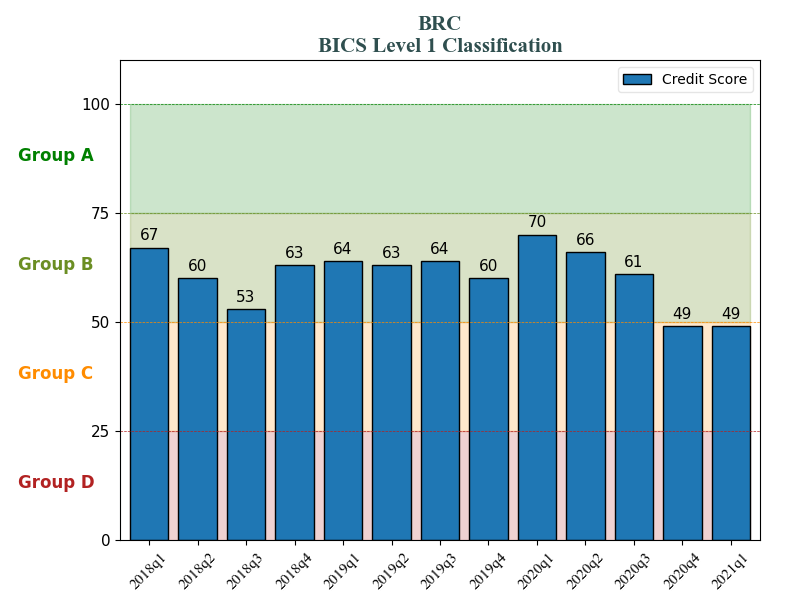 BRC
BICS Level 1 Classification
Credit Score
100
Group A
75
67
60
53
63
64
63
64
60
70
66
61
49
49
Group B
50
Group C
25
Group D
0
2018q1
2018q2
2018q3
2018q4
2019q1
2019q2
2019q3
2019q4
2020q1
2020q2
2020q3
2020q4
2021q1